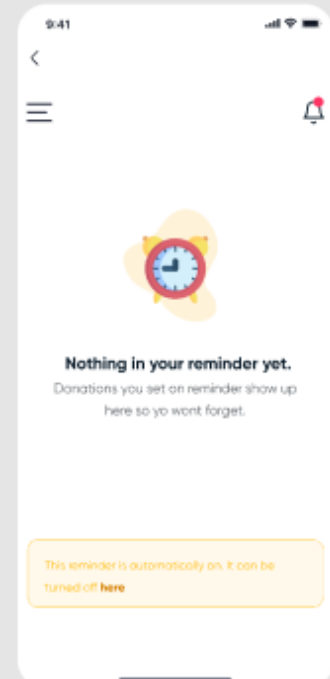 9:41
Nothing in your reminder yet.
Donations you set on reminder show up
here so yo wont forget.
This reminder is automatically on. It can be
turned off here